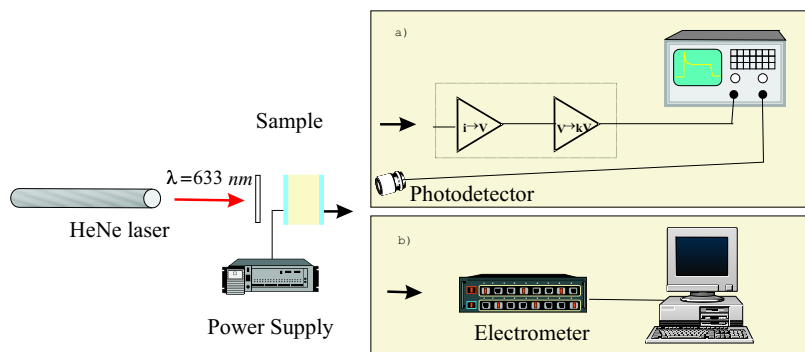 a)
i→V
V→kV
Sample
λ=633 nm
Photodetector
HeNe laser
b)
Power Supply
Electrometer